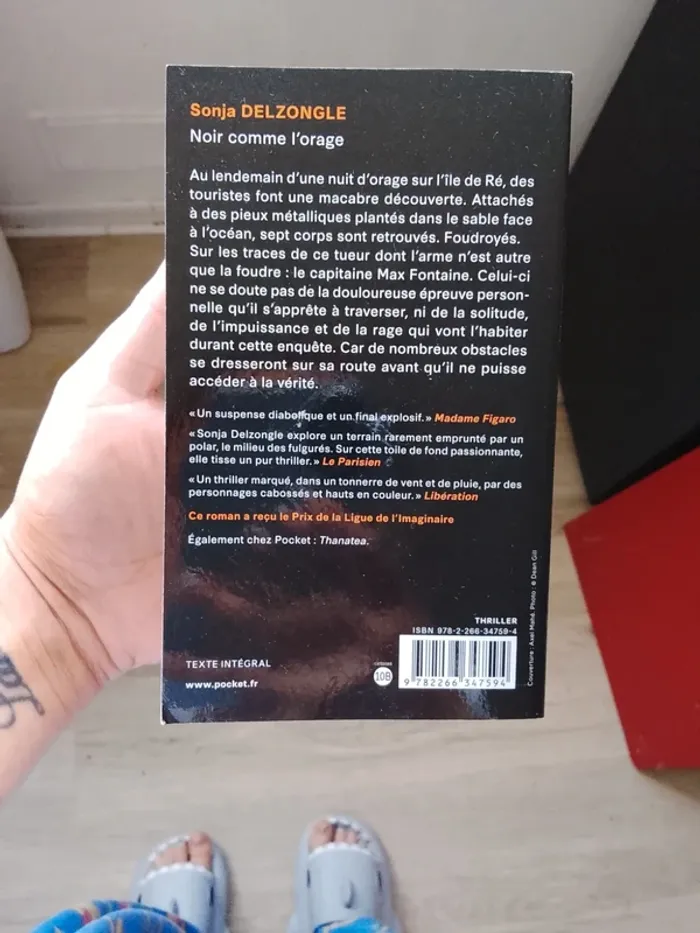 Sonja DELZONGLE
Noir comme l'orage
Au lendemain d'une nuit d'orage sur l'île de Ré, des
touristes font une macabre découverte. Attachés
à des pieux métalliques plantés dans le sable face
à l'océan, sept corps sont retrouvés. Foudroyés.
Sur les traces de ce tueur dont l'arme n'est autre
que la foudre : le capitaine Max Fontaine. Celui-ci
ne se doute pas de la douloureuse épreuve person-
nelle qu'il s'apprête à traverser, ni de la solitude,
de l'impuissance et de la rage qui vont l'habiter
durant cette enquête. Car de nombreux obstacles
se dresseront sur sa route avant qu'il ne puisse
accéder à la vérité.
« Un suspense diabolique et un final explosif. » Madame Figaro
« Sonja Delzongle explore un terrain rarement emprunté par un
polar, le milieu des fulgurés. Sur cette toile de fond passionnante,
elle tisse un pur thriller. » Le Parisien
« Un thriller marqué, dans un tonnerre de vent et de pluie, par des
personnages cabossés et hauts en couleur. » Libération
Ce roman a reçu le Prix de la Ligue de l'Imaginaire
Également chez Pocket : Thanatea.
THRILLER
ISBN 978-2-266-34759-4
TEXTE INTÉGRAL
www.pocket.fr
10B
9 782266 347594
Couverture : Axel Mahé. Photo : © Dean Gill